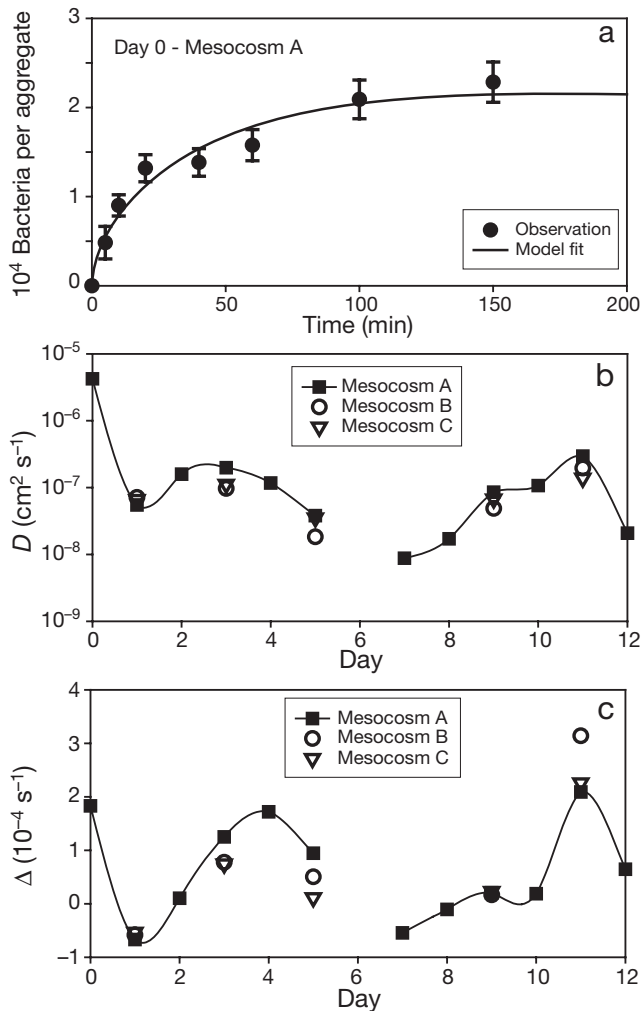 a
Day 0 - Mesocosm A
10⁴ Bacteria per aggregate
3
2
1
0
Observation
Model fit
0 50 100 150 200
Time (min)
b
Mesocosm A
Mesocosm B
Mesocosm C
D (cm² s⁻¹)
10⁻⁵
10⁻⁶
10⁻⁷
10⁻⁸
10⁻⁹
0 2 4 6 8 10 12
Day
c
Mesocosm A
Mesocosm B
Mesocosm C
Δ (10⁻⁴ s⁻¹)
4
3
2
1
0
−1
0 2 4 6 8 10 12
Day